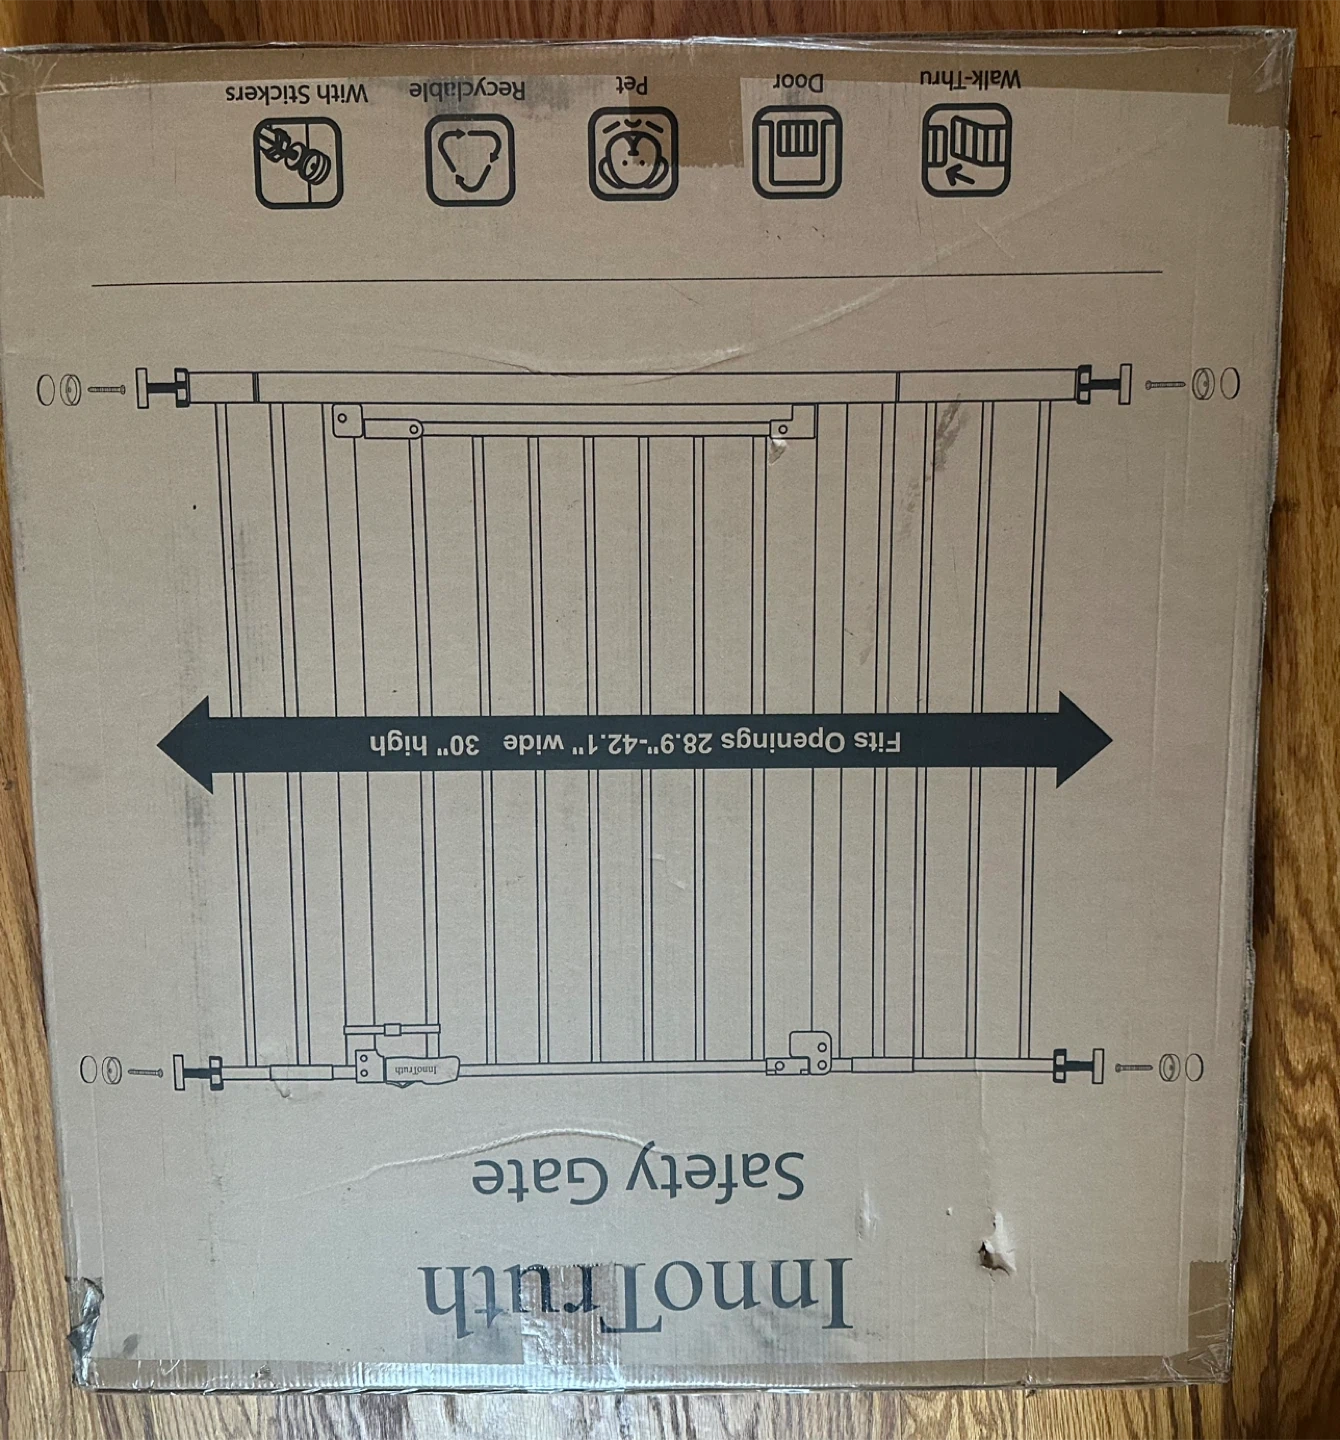 InnoTruth
Safety Gate
InnoTruth
Fits Openings 28.9"-42.1" wide 30" high
Walk-Thru
Door
Pet
Recyclable
With Stickers